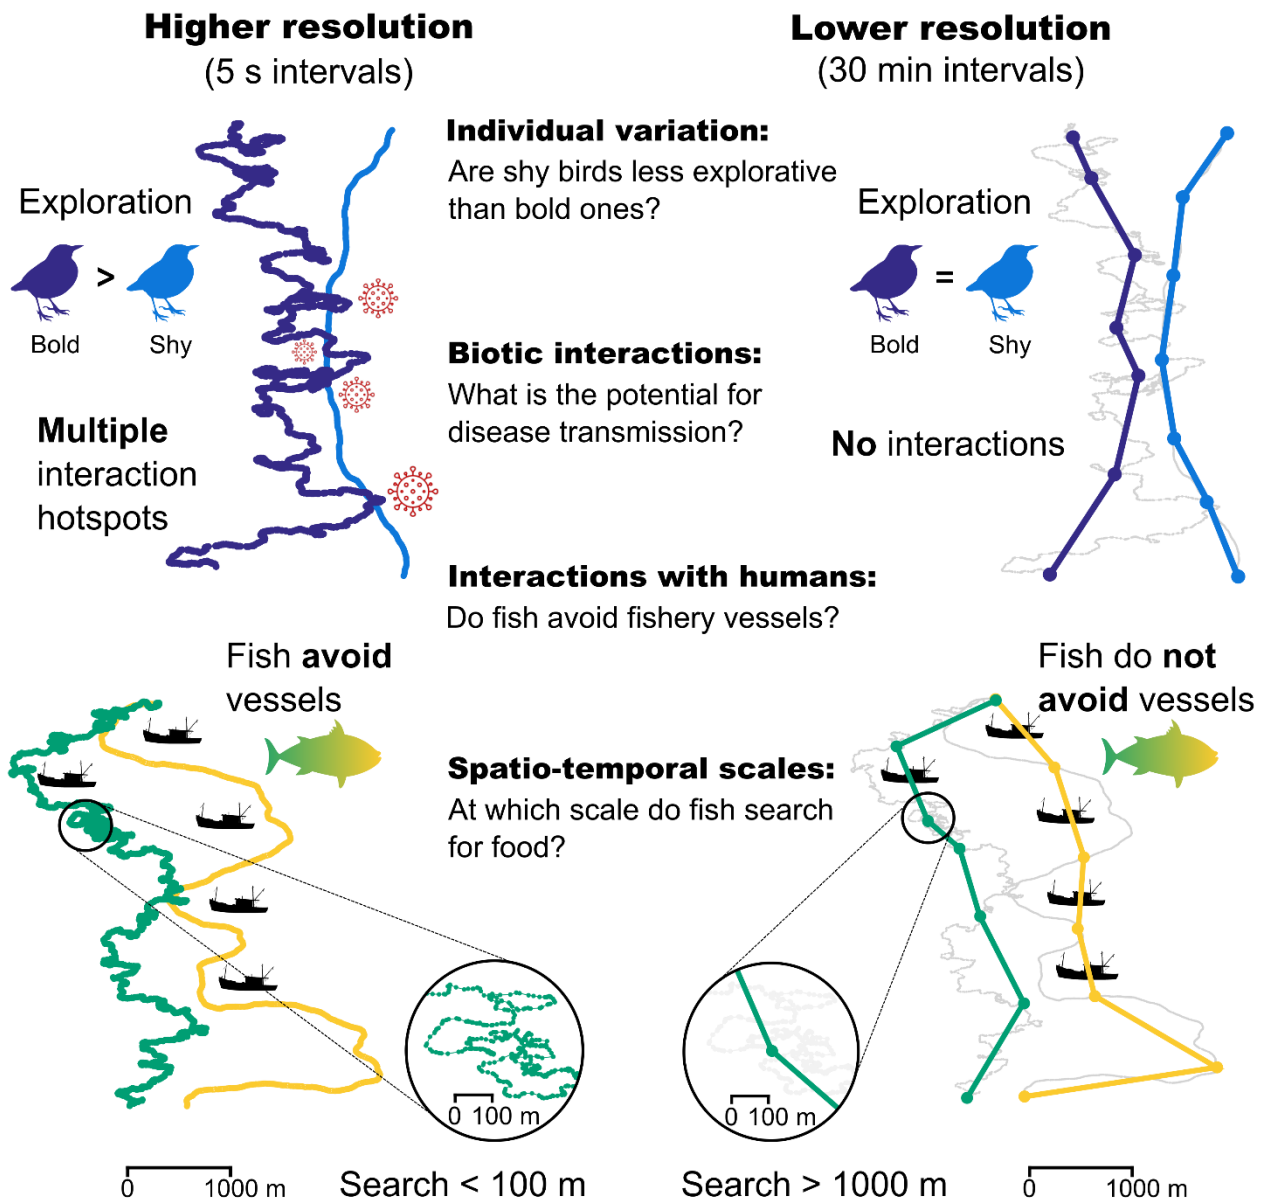 Higher resolution
(5 s intervals)
Lower resolution
(30 min intervals)
Individual variation:
Are shy birds less explorative
than bold ones?
Exploration
>
Bold
Shy
Exploration
=
Bold
Shy
Biotic interactions:
What is the potential for
disease transmission?
Multiple
interaction
hotspots
No interactions
Interactions with humans:
Do fish avoid fishery vessels?
Fish avoid
vessels
Fish do not
avoid vessels
Spatio-temporal scales:
At which scale do fish search
for food?
0 100 m
0 100 m
0 1000 m
Search < 100 m
Search > 1000 m
0 1000 m